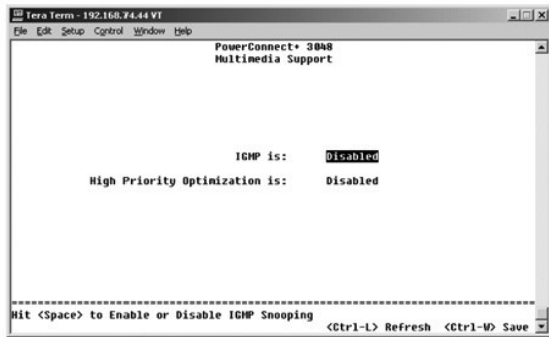 Tera Term - 192.168.74.44 VT
File Edit Setup Control Window Help
PowerConnect+ 3048
Multimedia Support
IGMP is: Disabled
High Priority Optimization is: Disabled
Hit <Space> to Enable or Disable IGMP Snooping
<Ctrl-L> Refresh <Ctrl-W> Save